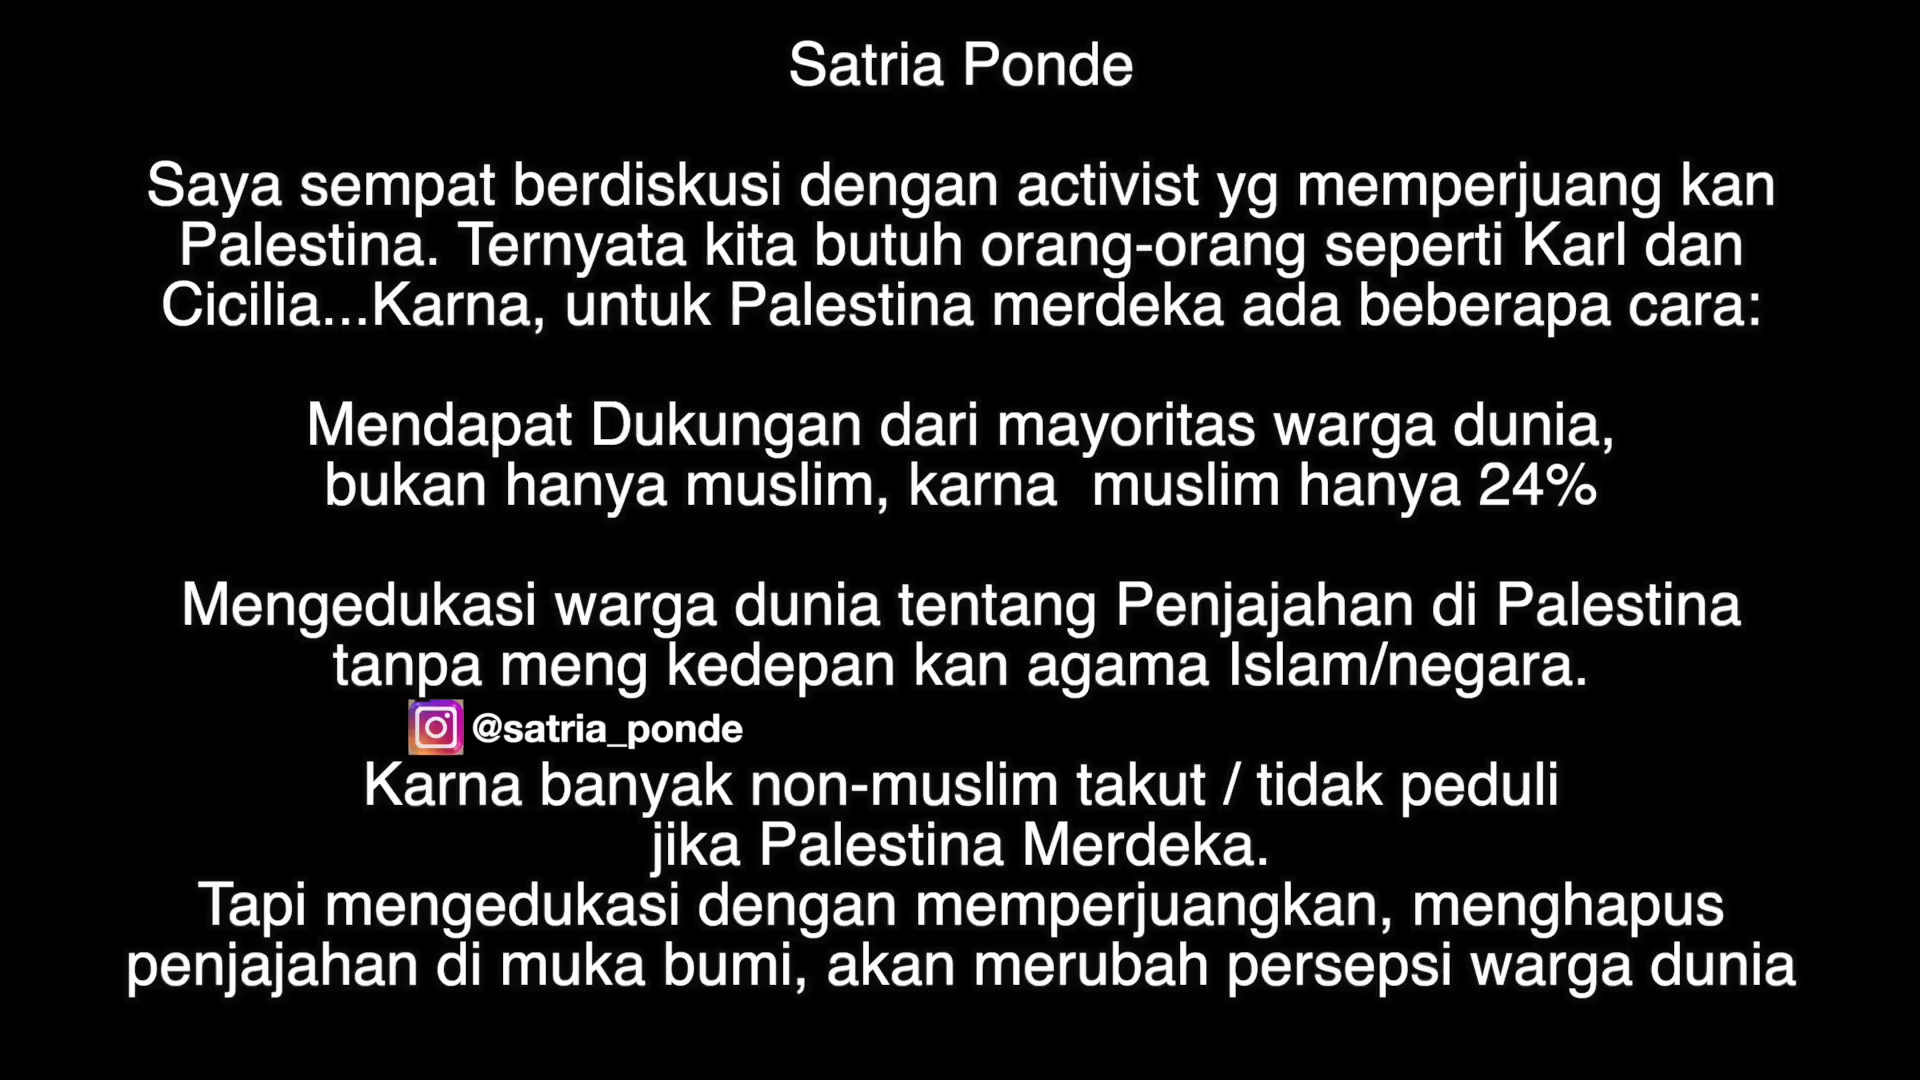 Satria Ponde
Saya sempat berdiskusi dengan activist yg memperjuang kan
Palestina. Ternyata kita butuh orang-orang seperti Karl dan
Cicilia...Karna, untuk Palestina merdeka ada beberapa cara:
Mendapat Dukungan dari mayoritas warga dunia,
bukan hanya muslim, karna  muslim hanya 24%
Mengedukasi warga dunia tentang Penjajahan di Palestina
tanpa meng kedepan kan agama Islam/negara.
@satria_ponde
Karna banyak non-muslim takut / tidak peduli
jika Palestina Merdeka.
Tapi mengedukasi dengan memperjuangkan, menghapus
penjajahan di muka bumi, akan merubah persepsi warga dunia